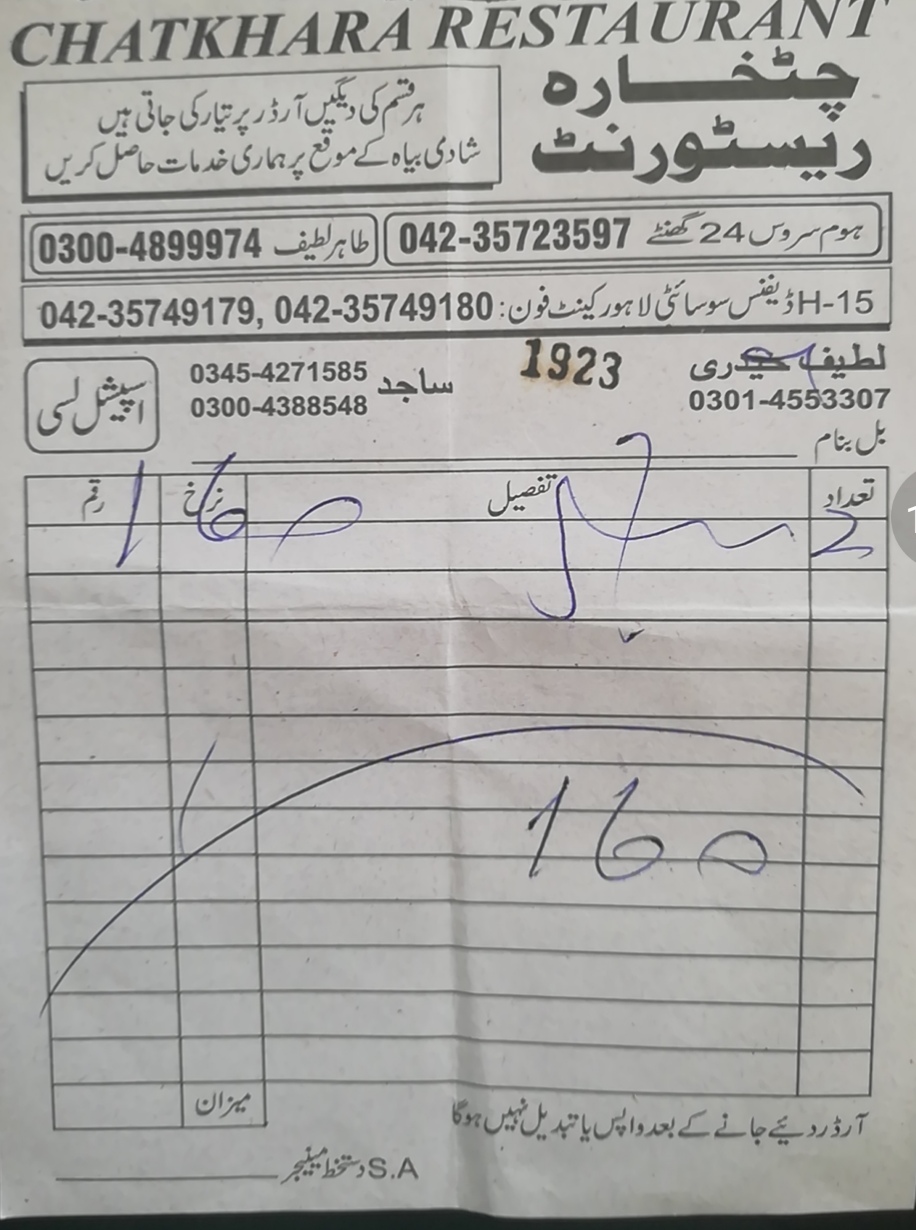 CHATKHARA RESTAURANT
چٹخارہ
ریسٹورنٹ
ہر قسم کی دیگیں آرڈر پر تیار کی جاتی ہیں
شادی بیاہ کے موقع پر ہماری خدمات حاصل کریں
ہوم سروس 24 گھنٹے 042-35723597
طاہر لطیف 0300-4899974
15-H ڈیفنس سوسائٹی لاہور کینٹ فون: 042-35749180 ,042-35749179
لطیف حیدری
0301-4553307
1923
ساجد
0345-4271585
0300-4388548
اسپیشل لسی
بل بنام
تعداد تفصیل نرخ رقم
2 160
160
میزان
آرڈر دیئے جانے کے بعد واپس یا تبدیل نہیں ہوگا
S.A دستخط مینیجر